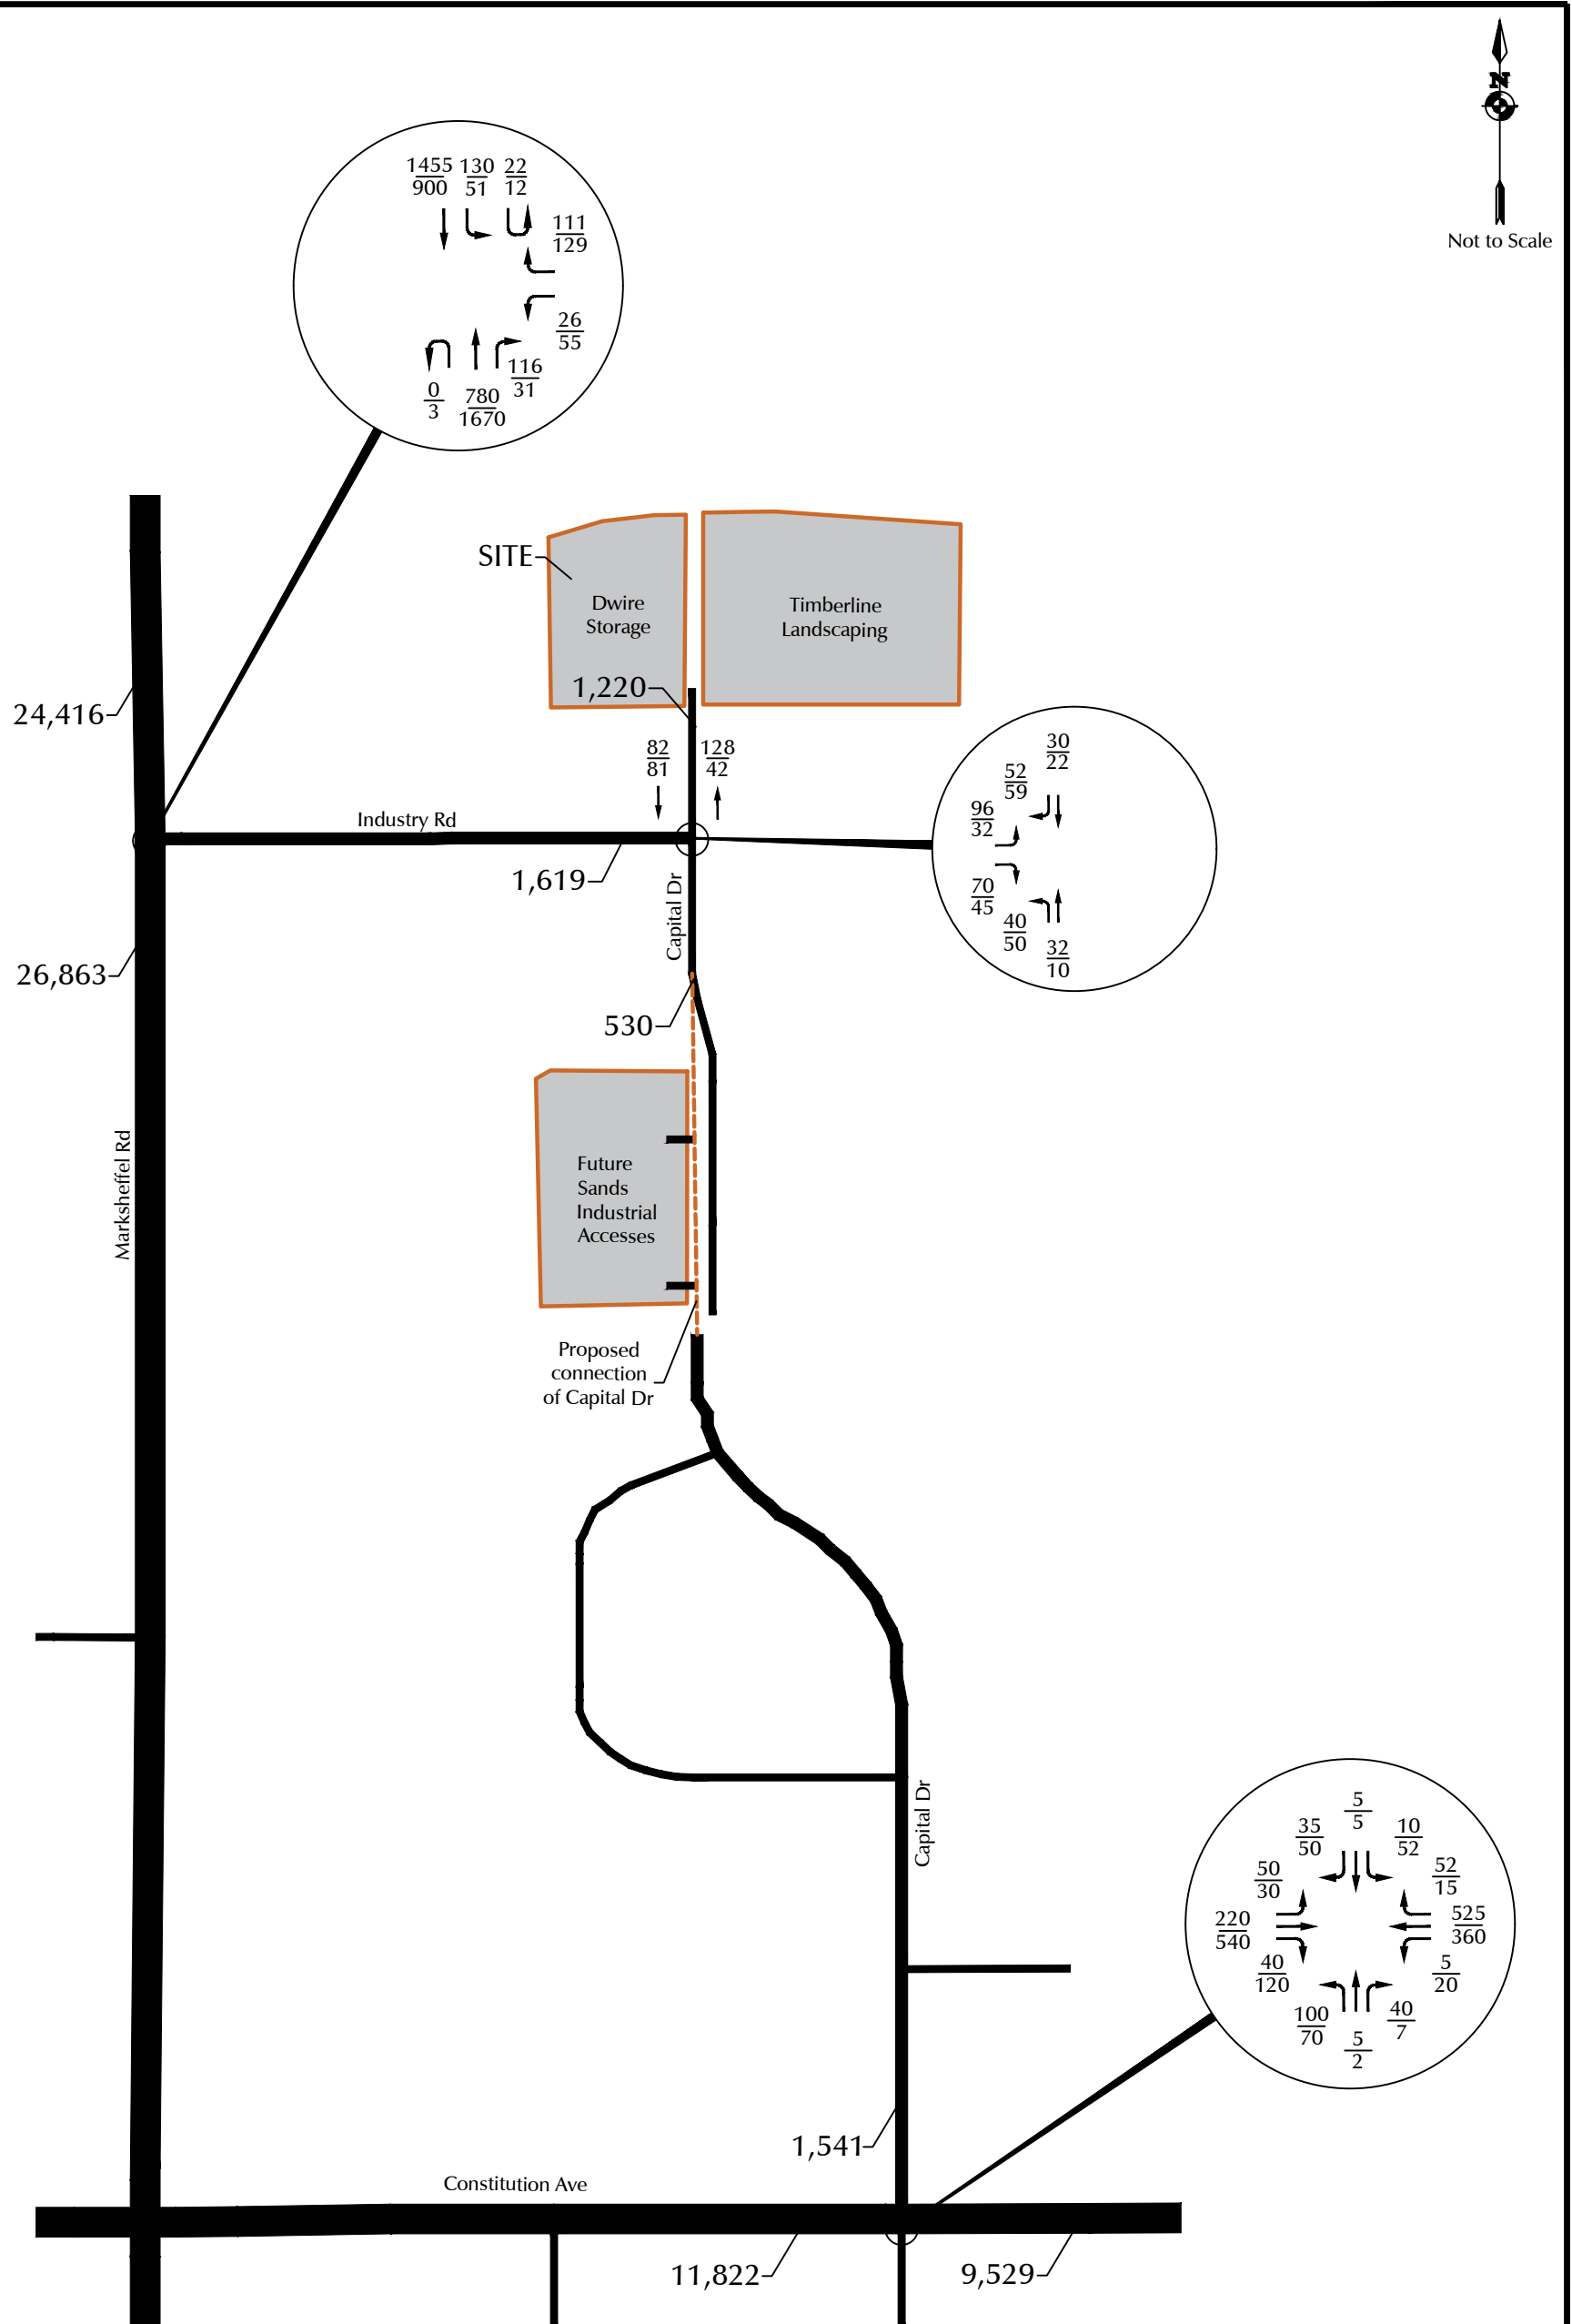 N
Not to Scale
1455 130 22
900 51 12
111
129
26
55
116
31
0 780
3 1670
SITE
Dwire
Storage
Timberline
Landscaping
1,220
24,416
82 128
81 42
30
22
52
59
96
32
70
45
40
50
32
10
Industry Rd
1,619
Capital Dr
26,863
530
Marksheffel Rd
Future
Sands
Industrial
Accesses
Proposed
connection
of Capital Dr
Capital Dr
5
5
35 10
50 52
50 52
30 15
220 525
540 360
40 5
120 20
100 40
70 7
5
2
1,541
Constitution Ave
11,822
9,529